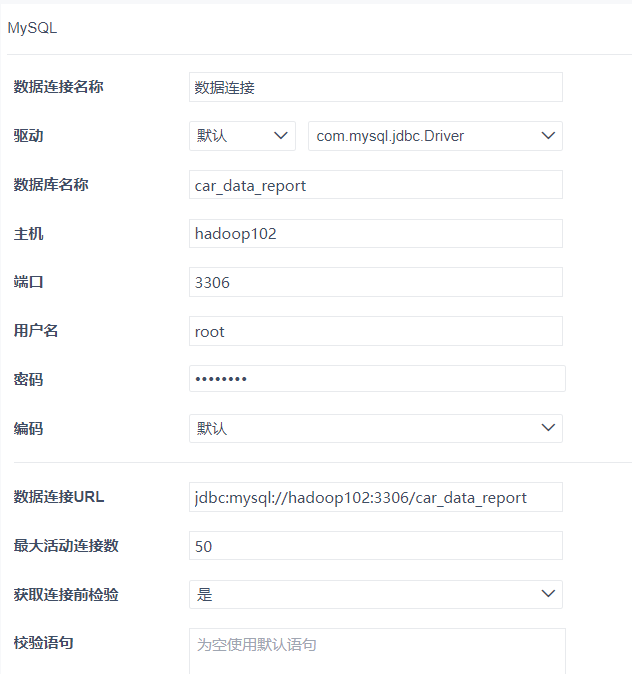 MySQL
数据连接名称 数据连接
驱动 默认 com.mysql.jdbc.Driver
数据库名称 car_data_report
主机 hadoop102
端口 3306
用户名 root
密码 ••••••••
编码 默认
数据连接URL jdbc:mysql://hadoop102:3306/car_data_report
最大活动连接数 50
获取连接前检验 是
校验语句 为空使用默认语句